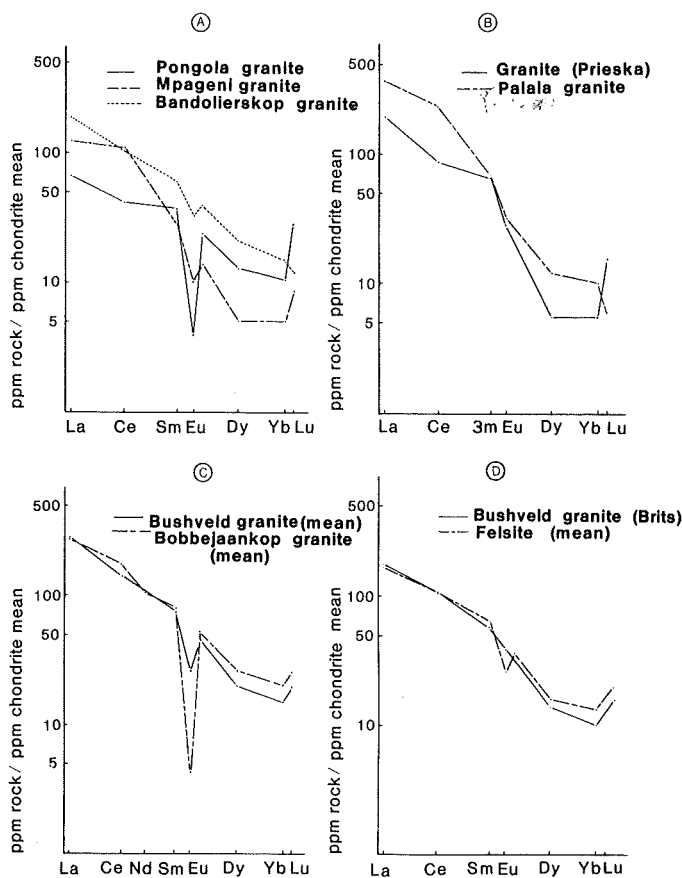 A
500
100
50
10
5
ppm rock/ ppm chondrite mean
Pongola granite
Mpageni granite
Bandolierskop granite
La Ce Sm Eu Dy Yb Lu
B
500
100
50
10
5
ppm rock/ ppm chondrite mean
Granite (Prieska)
Palala granite
La Ce 3m Eu Dy Yb Lu
C
500
100
50
10
5
ppm rock/ ppm chondrite mean
Bushveld granite (mean)
Bobbejaankop granite
(mean)
La Ce Nd Sm Eu Dy Yb Lu
D
500
100
50
10
ppm rock/ ppm chondrite mean
Bushveld granite (Brits)
Felsite (mean)
La Ce Sm Eu Dy Yb Lu